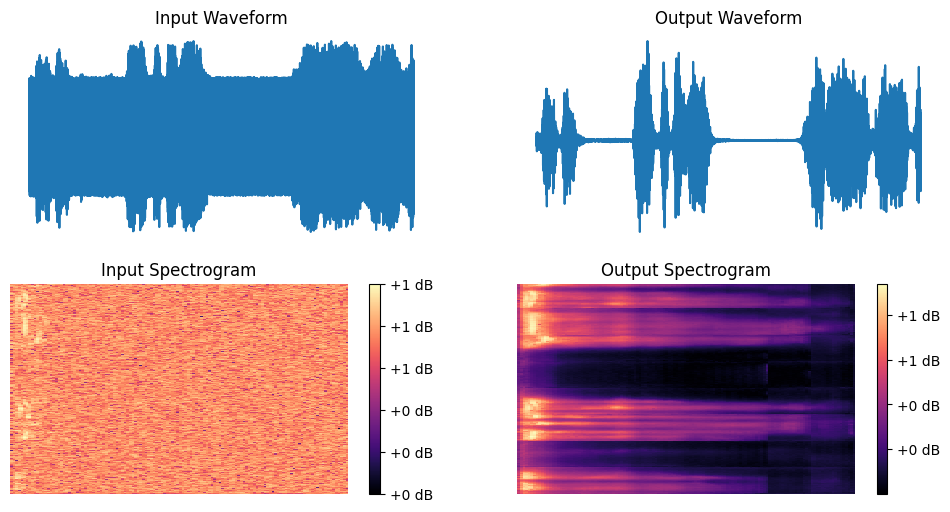 Input Waveform
Output Waveform
Input Spectrogram
+1 dB
+1 dB
+1 dB
+0 dB
+0 dB
+0 dB
Output Spectrogram
+1 dB
+1 dB
+0 dB
+0 dB